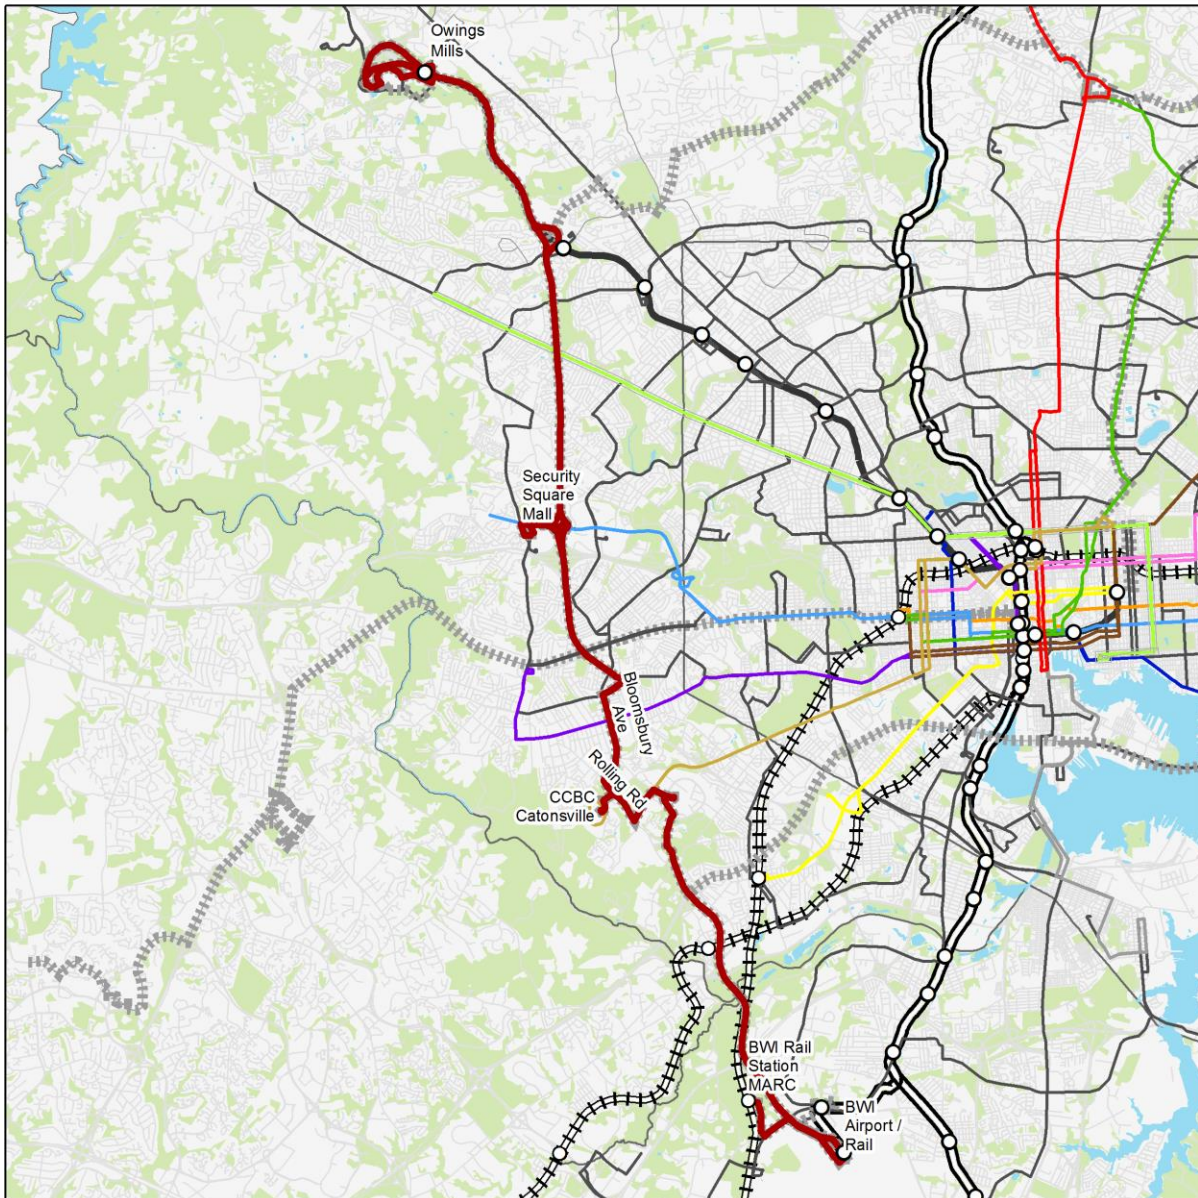 Owings
Mills
Security
Square
Mall
Bloomsbury
Ave
Rolling Rd
CCBC
Catonsville
BWI Rail
Station
MARC
BWI
Airport /
Rail